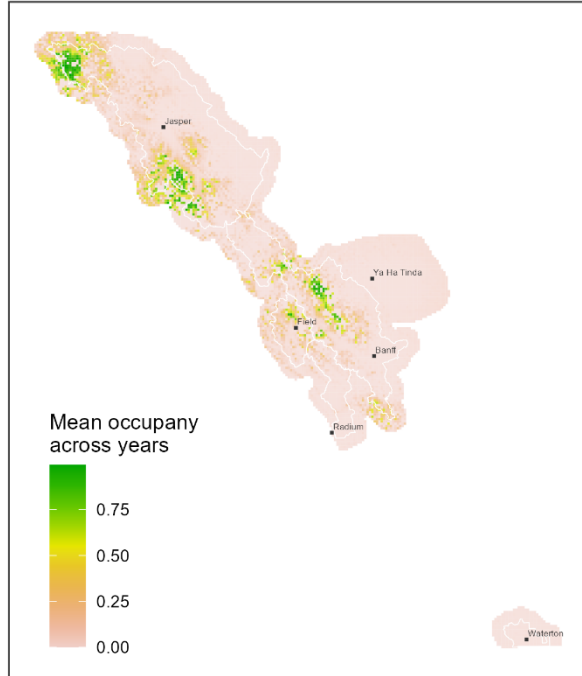 Jasper
Ya Ha Tinda
Field
Banff
Mean occupany
across years
Radium
0.75
0.50
0.25
0.00
Waterton